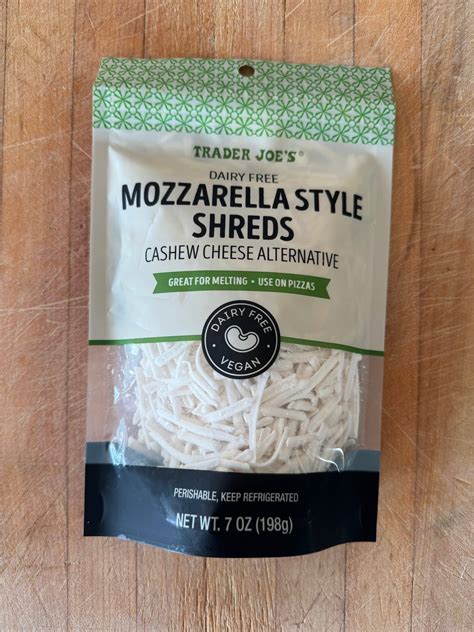 TRADER JOE'S®
DAIRY FREE
MOZZARELLA STYLE
SHREDS
CASHEW CHEESE ALTERNATIVE
GREAT FOR MELTING • USE ON PIZZAS
DAIRY FREE
VEGAN
PERISHABLE, KEEP REFRIGERATED
NET WT. 7 OZ (198g)